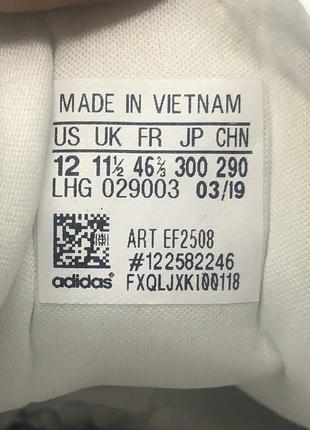 MADE IN VIETNAM
US UK FR JP CHN
12 11½ 46⅔ 300 290
LHG 029003 03/19
ART EF2508
#122582246
adidas FXQLJXK100118